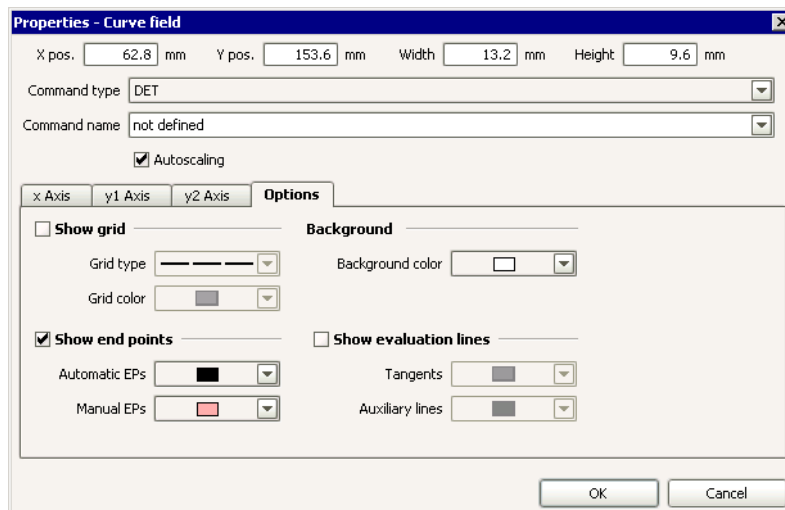 Properties - Curve field
X pos. 62.8 mm Y pos. 153.6 mm Width 13.2 mm Height 9.6 mm
Command type DET
Command name not defined
Autoscaling
x Axis y1 Axis y2 Axis Options
Show grid Background
Grid type Background color
Grid color
Show end points Show evaluation lines
Automatic EPs Tangents
Manual EPs Auxiliary lines
OK Cancel